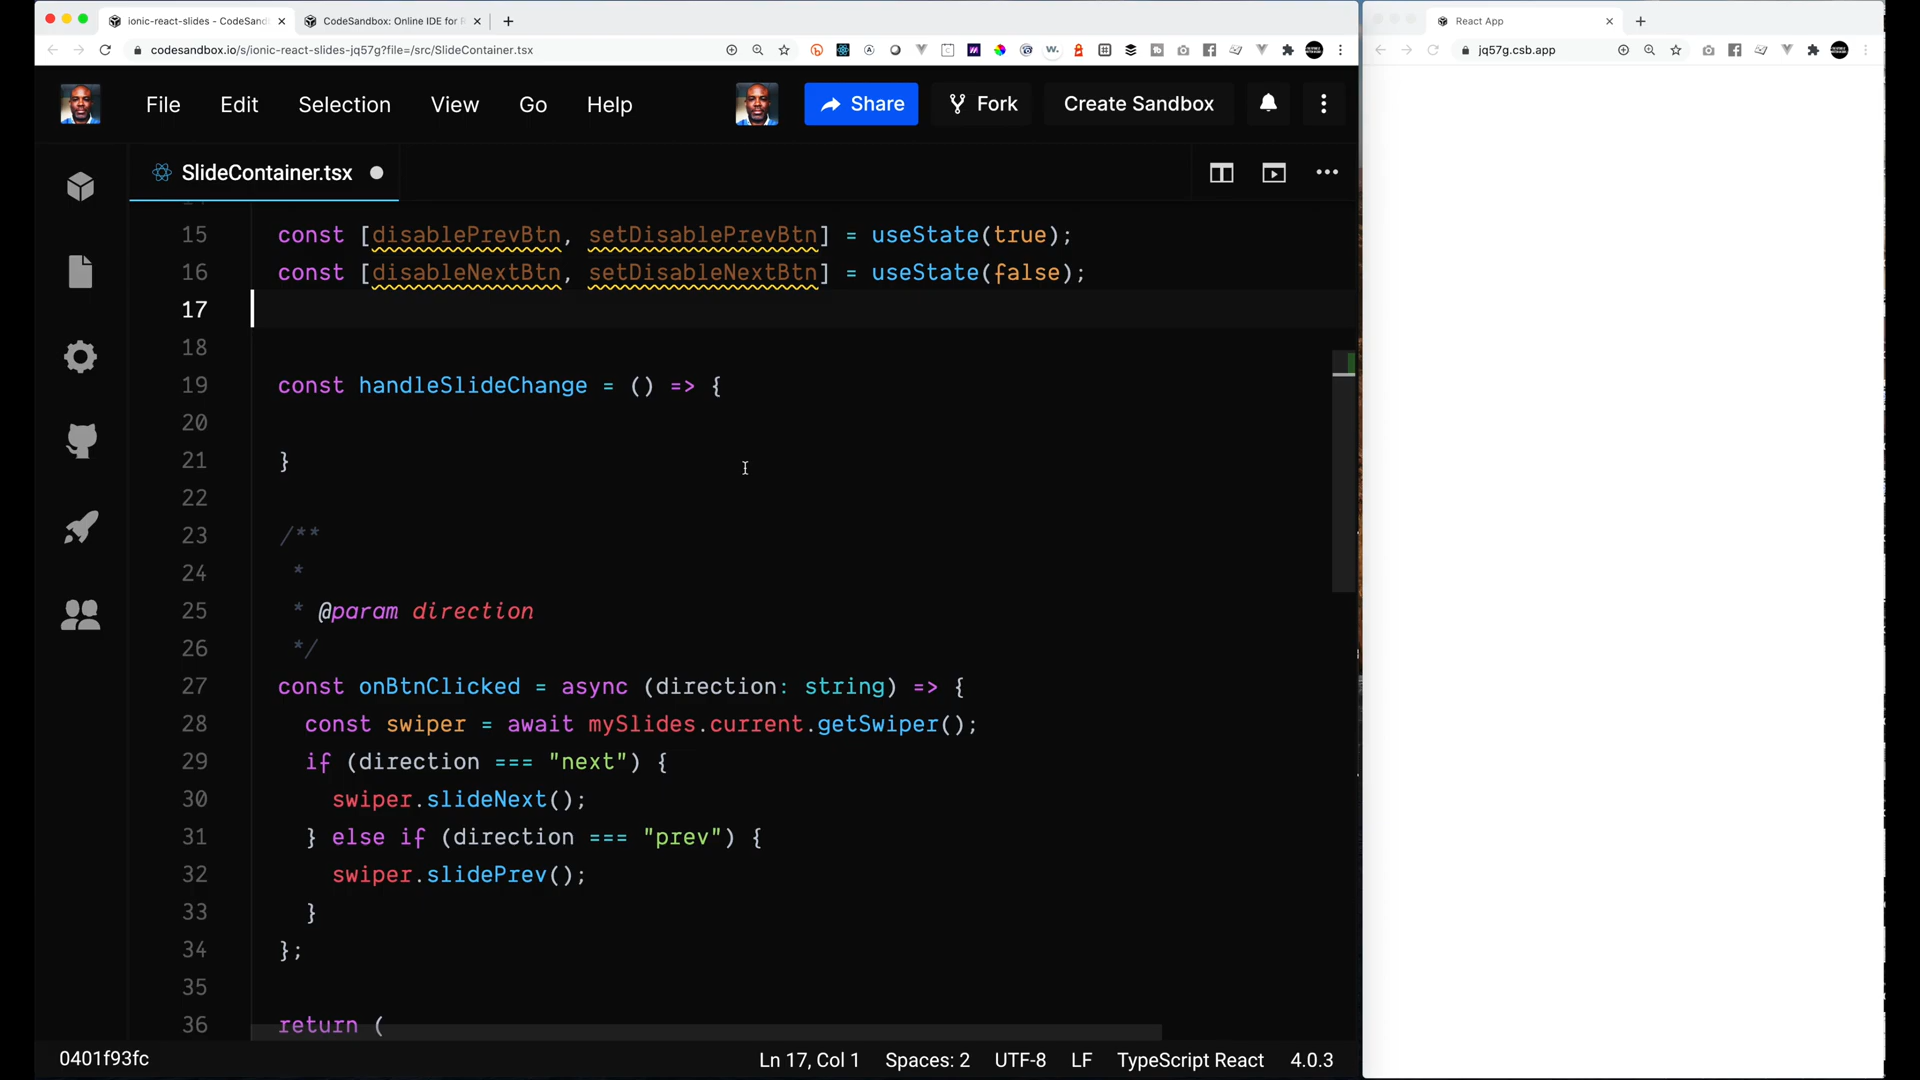 ionic-react-slides - CodeSand
CodeSandbox: Online IDE for R
codesandbox.io/s/ionic-react-slides-jq57g?file=/src/SlideContainer.tsx
React App
jq57g.csb.app
File Edit Selection View Go Help
Share Fork Create Sandbox
SlideContainer.tsx
15 const [disablePrevBtn, setDisablePrevBtn] = useState(true);
16 const [disableNextBtn, setDisableNextBtn] = useState(false);
17
18
19 const handleSlideChange = () => {
20
21 }
22
23 /**
24 *
25 * @param direction
26 */
27 const onBtnClicked = async (direction: string) => {
28 const swiper = await mySlides.current.getSwiper();
29 if (direction === "next") {
30 swiper.slideNext();
31 } else if (direction === "prev") {
32 swiper.slidePrev();
33 }
34 };
35
36 return (
0401f93fc Ln 17, Col 1 Spaces: 2 UTF-8 LF TypeScript React 4.0.3